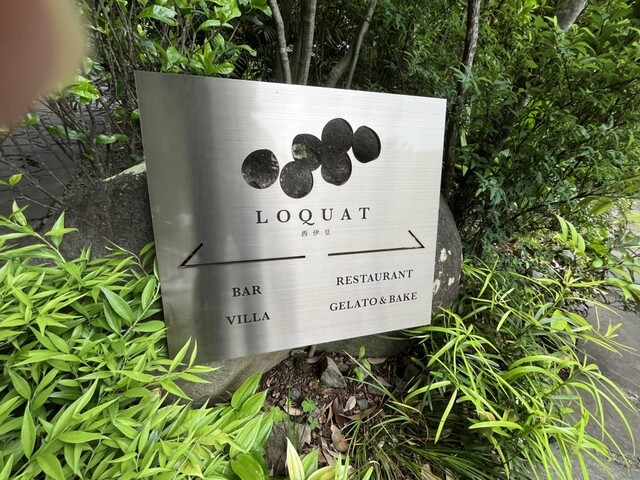 LOQUAT
西伊豆
BAR
VILLA
RESTAURANT
GELATO & BAKE